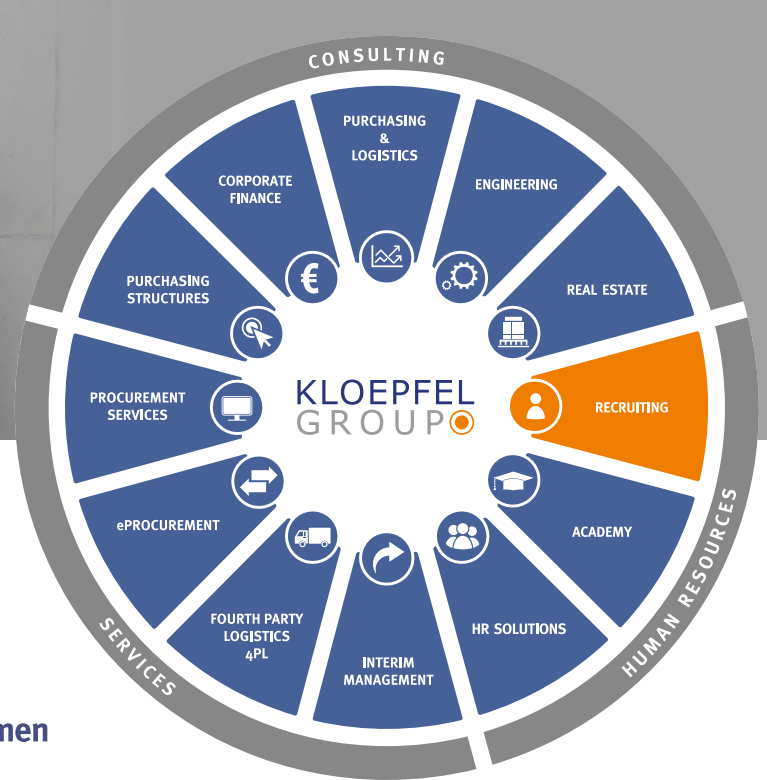 CONSULTING
PURCHASING
&
LOGISTICS
ENGINEERING
REAL ESTATE
RECRUITING
ACADEMY
HR SOLUTIONS
INTERIM
MANAGEMENT
FOURTH PARTY
LOGISTICS
4PL
ePROCUREMENT
PROCUREMENT
SERVICES
PURCHASING
STRUCTURES
CORPORATE
FINANCE
€
KLOEPFEL
GROUP
HUMAN RESOURCES
SERVICES
men